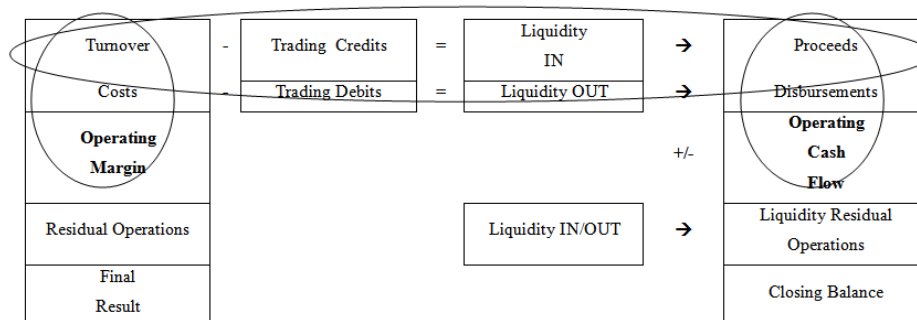 Turnover - Trading Credits = Liquidity IN → Proceeds
Costs - Trading Debits = Liquidity OUT → Disbursements
Operating
Margin
+/-
Operating
Cash
Flow
Residual Operations
Liquidity IN/OUT →
Liquidity Residual
Operations
Final
Result
Closing Balance